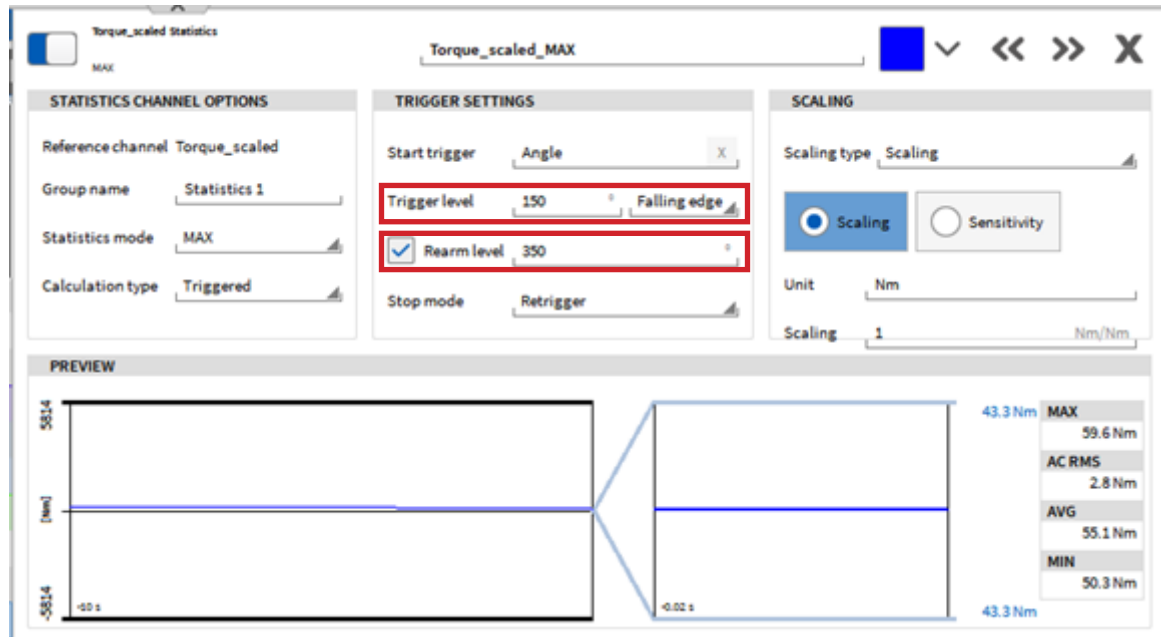 Torque_scaled Statistics
MAX
Torque_scaled_MAX
STATISTICS CHANNEL OPTIONS
Reference channel Torque_scaled
Group name Statistics 1
Statistics mode MAX
Calculation type Triggered
TRIGGER SETTINGS
Start trigger Angle X
Trigger level 150 ° Falling edge
Rearm level 350 °
Stop mode Retrigger
SCALING
Scaling type Scaling
Scaling Sensitivity
Unit Nm
Scaling 1 Nm/Nm
PREVIEW
5814
[Nm]
-5814
-10 s
-0.02 s
43.3 Nm
43.3 Nm
MAX
59.6 Nm
AC RMS
2.8 Nm
AVG
55.1 Nm
MIN
50.3 Nm